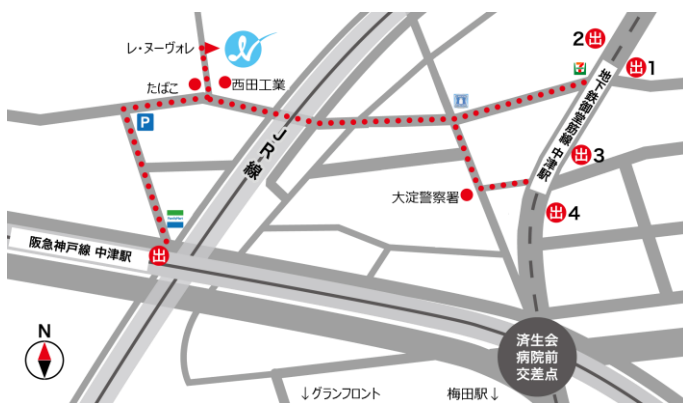 レ・ヌーヴォレ
たばこ
西田工業
2出
出1
地下鉄御堂筋線 中津駅
出3
出4
P
JR線
大淀警察署
阪急神戸線 中津駅
出
N
済生会
病院前
交差点
↓グランフロント
梅田駅↓